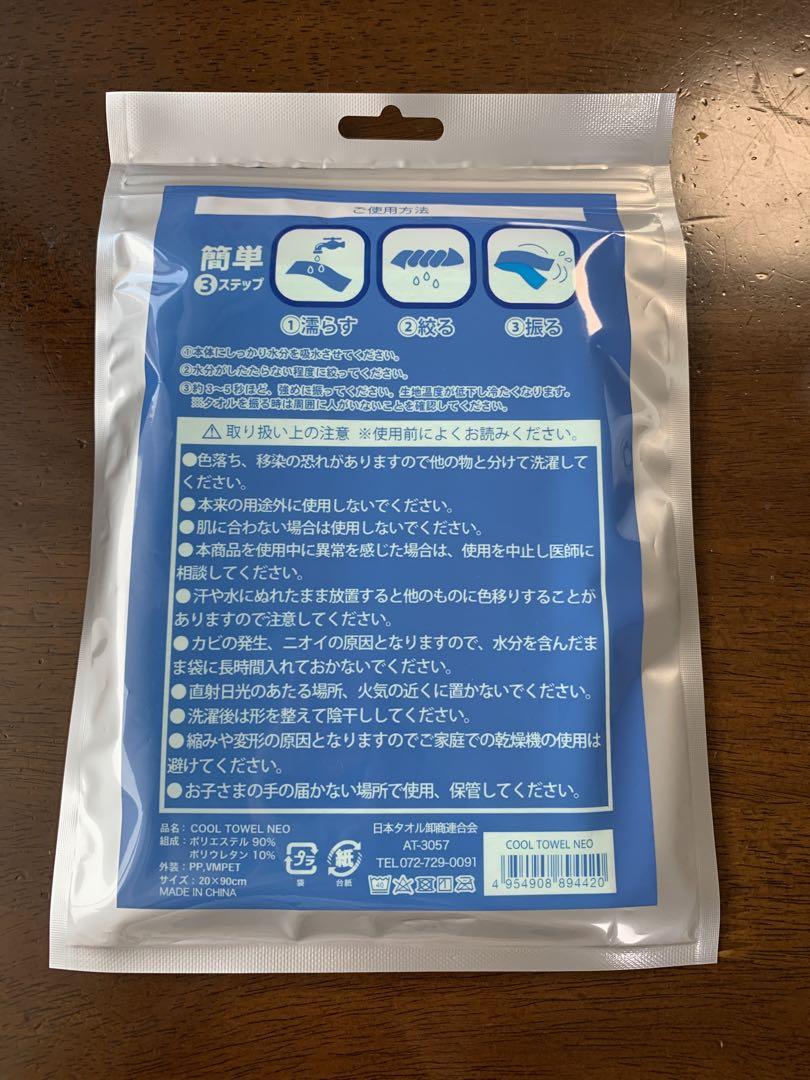 ご使用方法
簡単
③ステップ
①濡らす
②絞る
③振る
①本体にしっかり水分を吸水させてください。
②水分がしたたらない程度に絞ってください。
③約3〜5秒ほど、強めに振ってください。生地温度が低下し冷たくなります。
※タオルを振る時は周囲に人がいないことを確認してください。
⚠ 取り扱い上の注意 ※使用前によくお読みください。
●色落ち、移染の恐れがありますので他の物と分けて洗濯して
ください。
●本来の用途外に使用しないでください。
●肌に合わない場合は使用しないでください。
●本商品を使用中に異常を感じた場合は、使用を中止し医師に
相談してください。
●汗や水にぬれたまま放置すると他のものに色移りすることが
ありますので注意してください。
●カビの発生、ニオイの原因となりますので、水分を含んだま
ま袋に長時間入れておかないでください。
●直射日光のあたる場所、火気の近くに置かないでください。
●洗濯後は形を整えて陰干ししてください。
●縮みや変形の原因となりますのでご家庭での乾燥機の使用は
避けてください。
●お子さまの手の届かない場所で使用、保管してください。
品名：COOL TOWEL NEO
組成：ポリエステル 90%
ポリウレタン 10%
外装：PP,VMPET
サイズ：20×90cm
MADE IN CHINA
プラ
袋
紙
台紙
日本タオル卸商連合会
AT-3057
TEL 072-729-0091
40
COOL TOWEL NEO
4 954908 894420